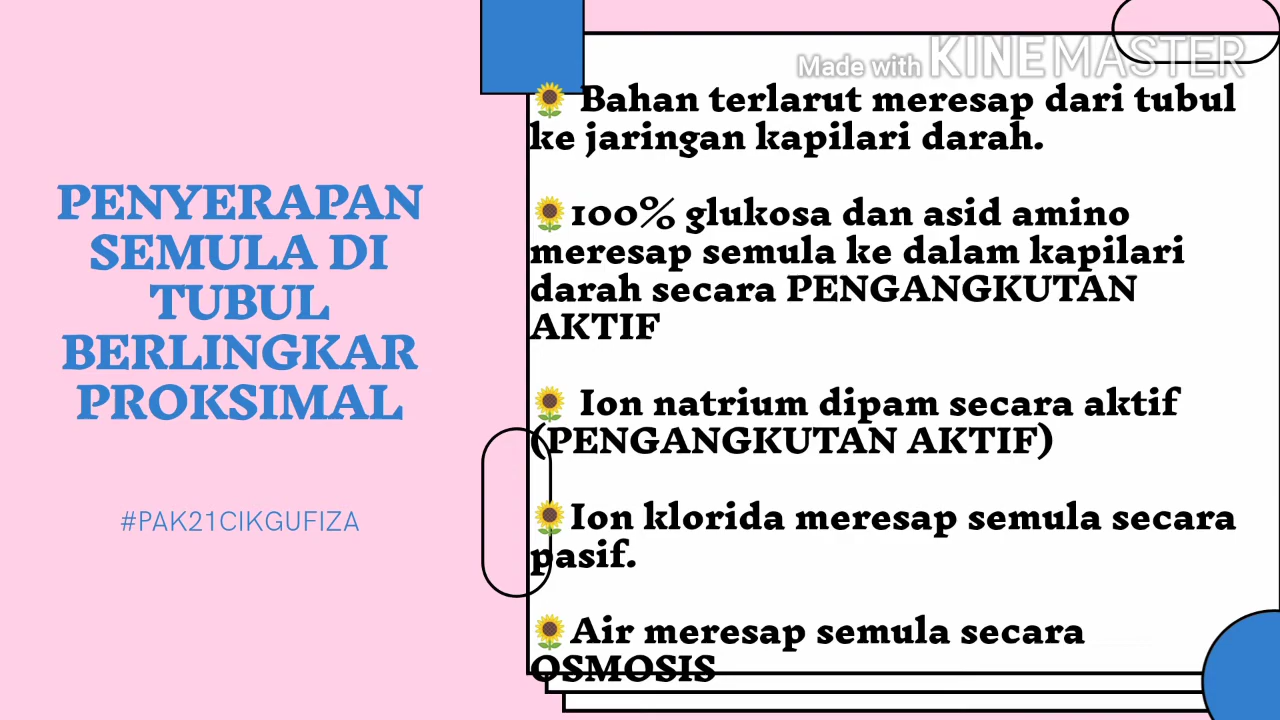 PENYERAPAN
SEMULA DI
TUBUL
BERLINGKAR
PROKSIMAL
#PAK21CIKGUFIZA
Made with KINEMASTER
🌻 Bahan terlarut meresap dari tubul
ke jaringan kapilari darah.
🌻100% glukosa dan asid amino
meresap semula ke dalam kapilari
darah secara PENGANGKUTAN
AKTIF
🌻 Ion natrium dipam secara aktif
(PENGANGKUTAN AKTIF)
🌻Ion klorida meresap semula secara
pasif.
🌻Air meresap semula secara
OSMOSIS